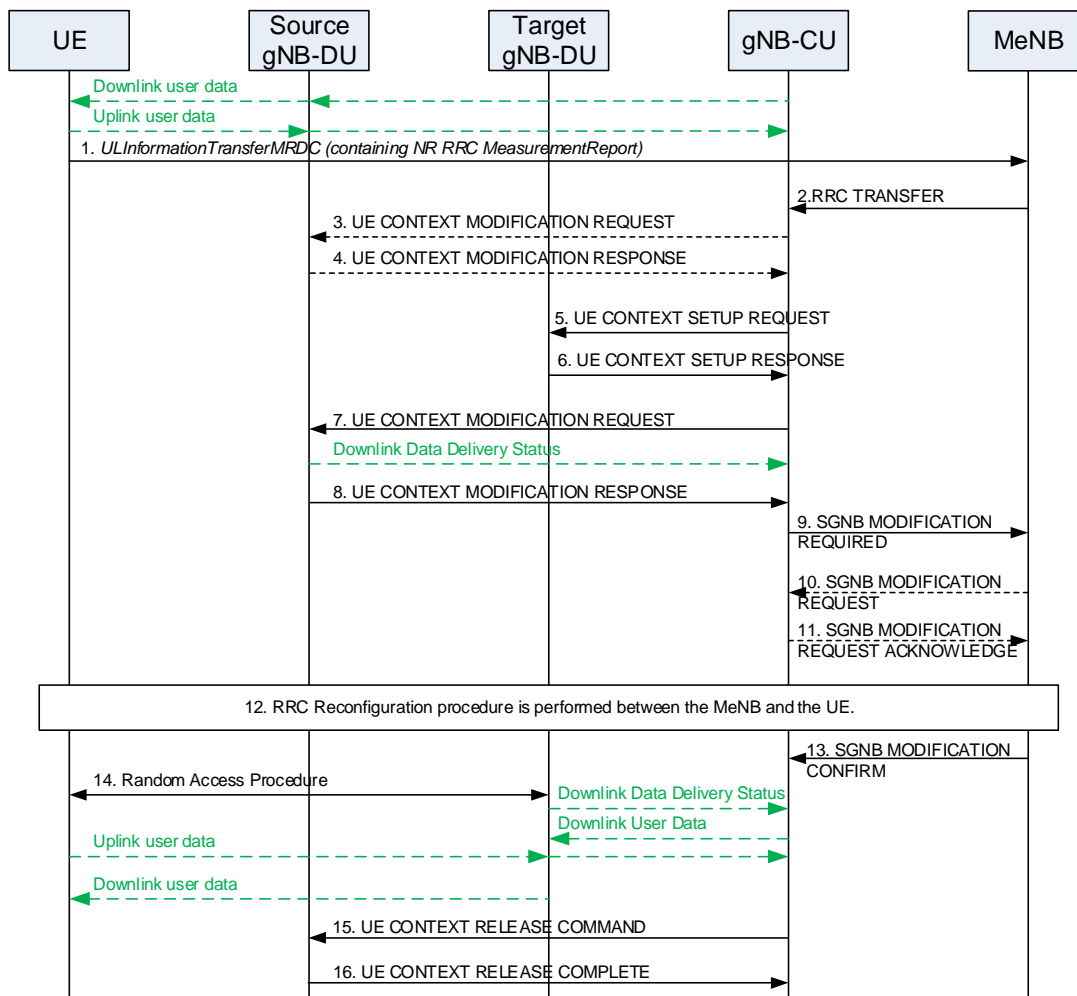 UE
Source
gNB-DU
Target
gNB-DU
gNB-CU
MeNB
Downlink user data
Uplink user data
1. ULInformationTransferMRDC (containing NR RRC MeasurementReport)
2.RRC TRANSFER
3. UE CONTEXT MODIFICATION REQUEST
4. UE CONTEXT MODIFICATION RESPONSE
5. UE CONTEXT SETUP REQUEST
6. UE CONTEXT SETUP RESPONSE
7. UE CONTEXT MODIFICATION REQUEST
Downlink Data Delivery Status
8. UE CONTEXT MODIFICATION RESPONSE
9. SGNB MODIFICATION
REQUIRED
10. SGNB MODIFICATION
REQUEST
11. SGNB MODIFICATION
REQUEST ACKNOWLEDGE
12. RRC Reconfiguration procedure is performed between the MeNB and the UE.
13. SGNB MODIFICATION
CONFIRM
14. Random Access Procedure
Downlink Data Delivery Status
Downlink User Data
Uplink user data
Downlink user data
15. UE CONTEXT RELEASE COMMAND
16. UE CONTEXT RELEASE COMPLETE